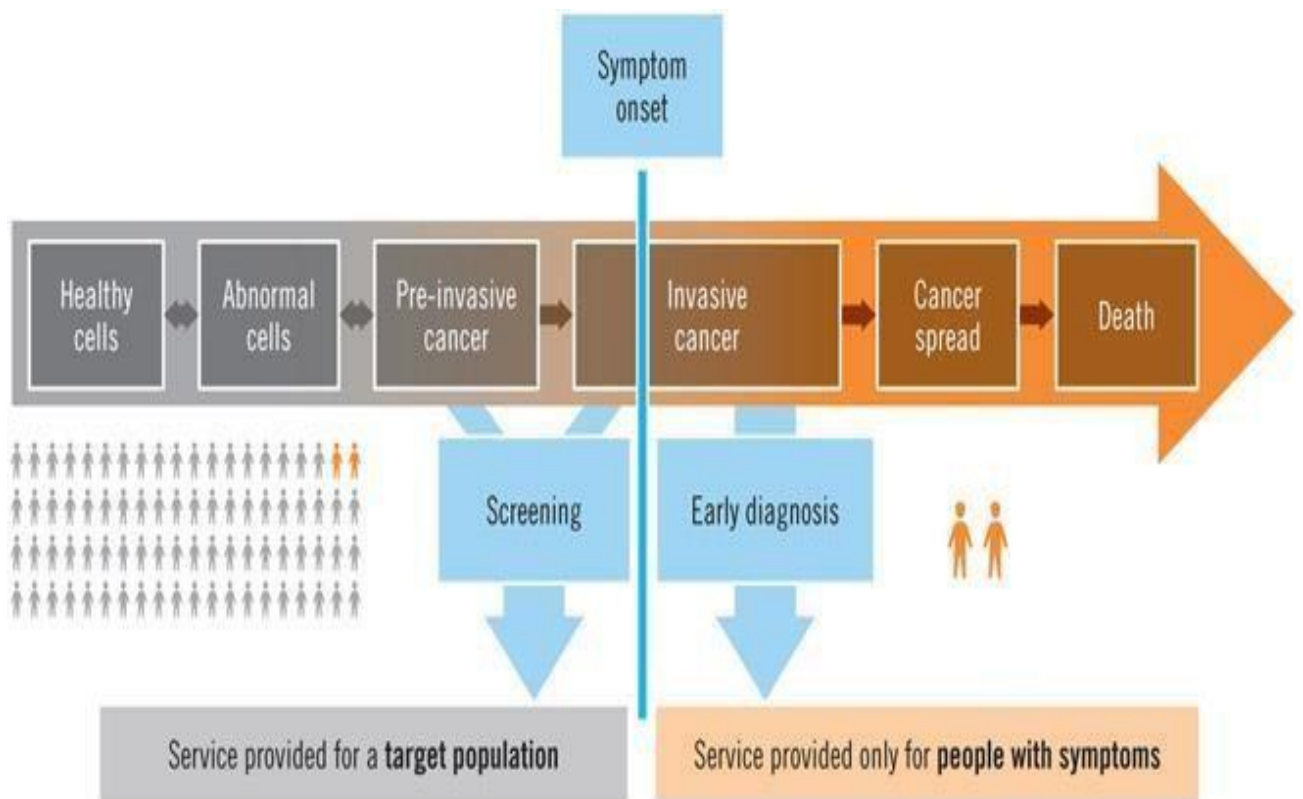 Symptom
onset
Healthy
cells
Abnormal
cells
Pre-invasive
cancer
Invasive
cancer
Cancer
spread
Death
Screening
Early diagnosis
Service provided for a target population
Service provided only for people with symptoms